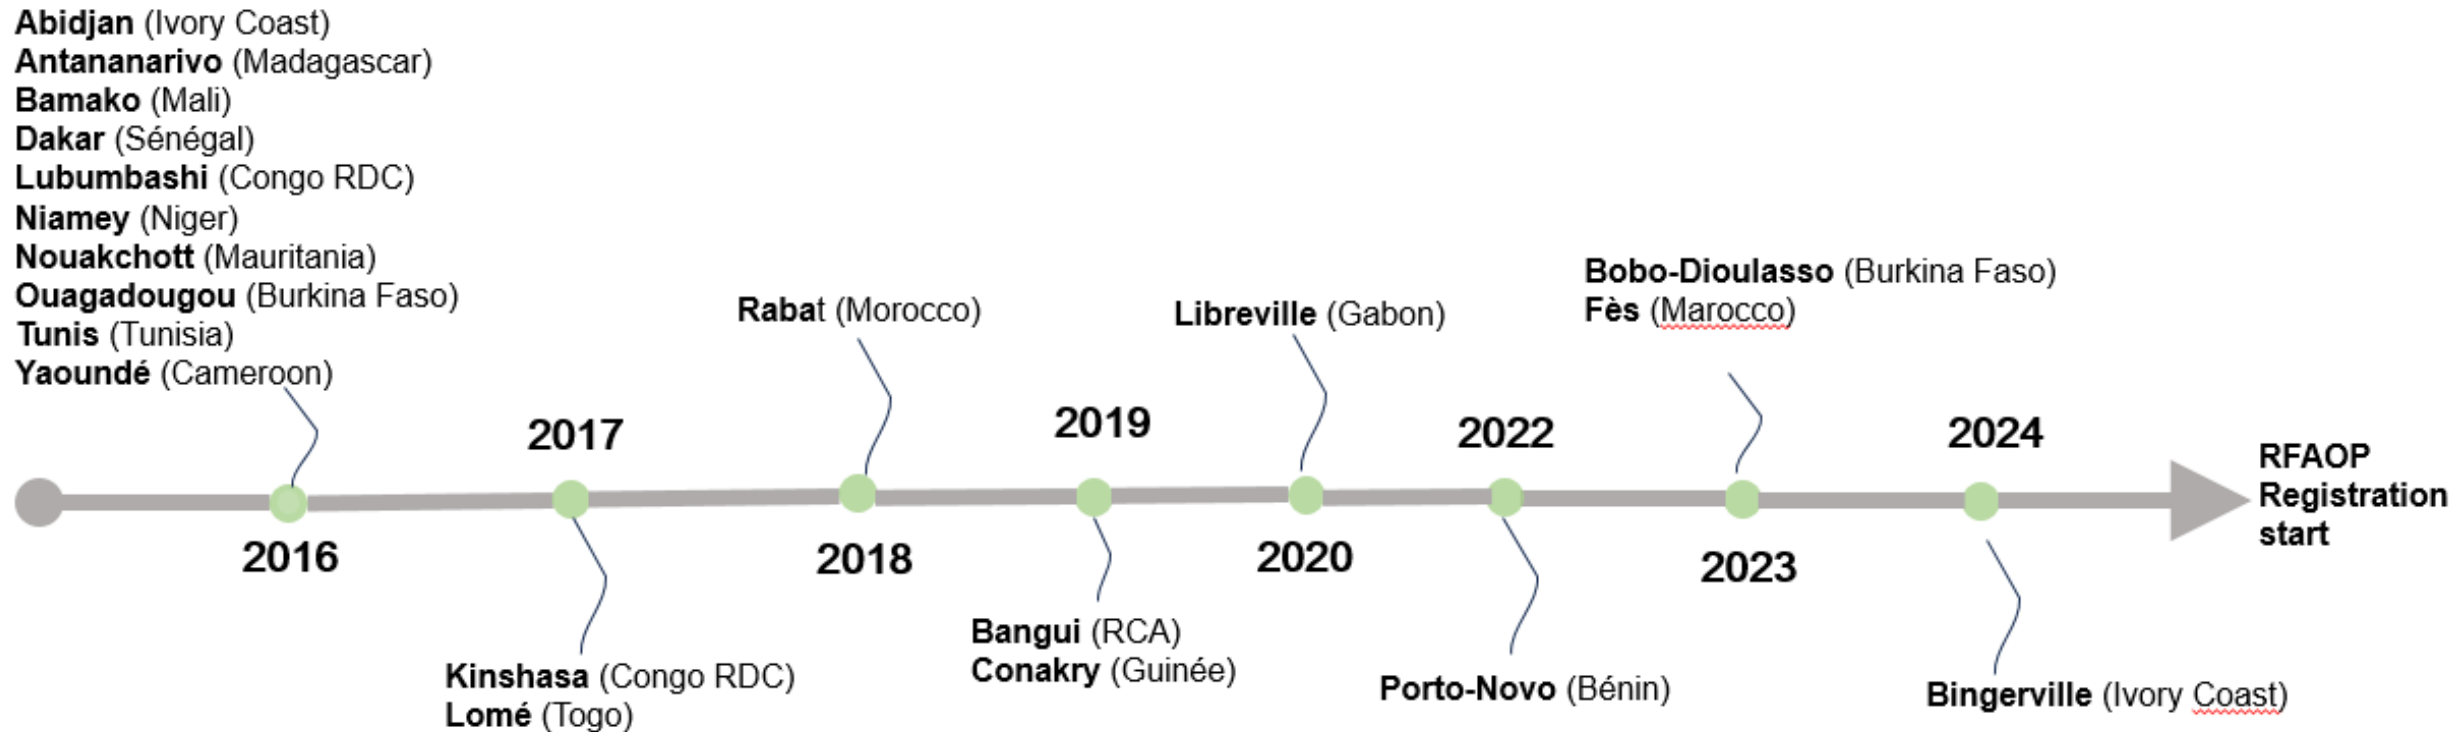 Abidjan (Ivory Coast)
Antananarivo (Madagascar)
Bamako (Mali)
Dakar (Sénégal)
Lubumbashi (Congo RDC)
Niamey (Niger)
Nouakchott (Mauritania)
Ouagadougou (Burkina Faso)
Tunis (Tunisia)
Yaoundé (Cameroon)
2016
2017
Kinshasa (Congo RDC)
Lomé (Togo)
Rabat (Morocco)
2018
2019
Bangui (RCA)
Conakry (Guinée)
Libreville (Gabon)
2020
2022
Porto-Novo (Bénin)
Bobo-Dioulasso (Burkina Faso)
Fès (Marocco)
2023
2024
Bingerville (Ivory Coast)
RFAOP
Registration
start